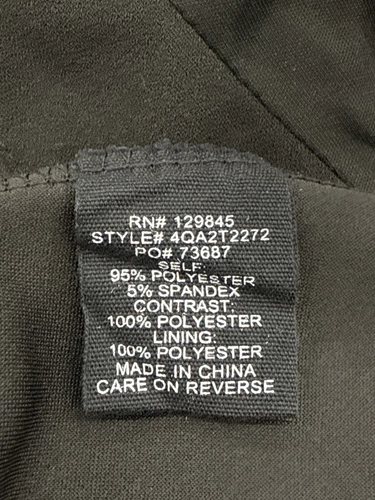 RN# 129845
STYLE# 4QA2T2272
PO# 73687
SELF:
95% POLYESTER
5% SPANDEX
CONTRAST:
100% POLYESTER
LINING:
100% POLYESTER
MADE IN CHINA
CARE ON REVERSE